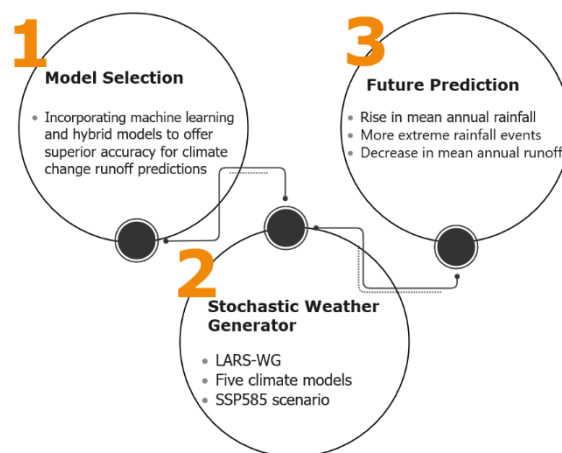 1
Model Selection
• Incorporating machine learning
and hybrid models to offer
superior accuracy for climate
change runoff predictions
2
Stochastic Weather
Generator
• LARS-WG
• Five climate models
• SSP585 scenario
3
Future Prediction
• Rise in mean annual rainfall
• More extreme rainfall events
• Decrease in mean annual runoff